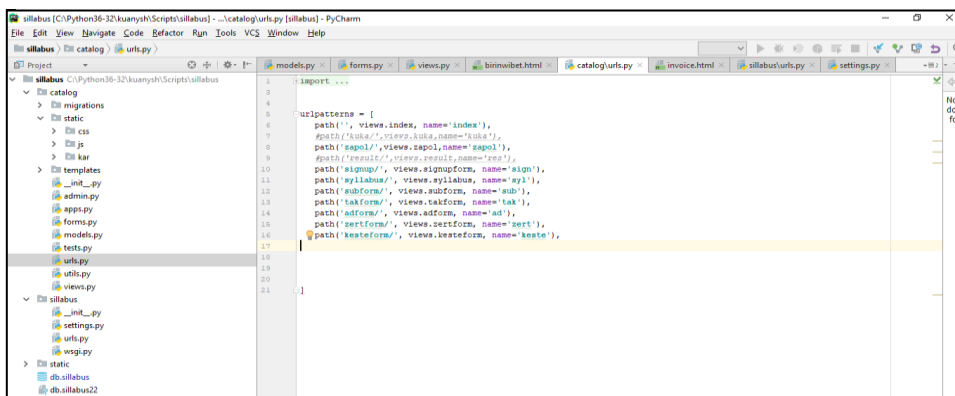 sillabus [C:\Python36-32\kuanysh\Scripts\sillabus] - ...\catalog\urls.py [sillabus] - PyCharm
File Edit View Navigate Code Refactor Run Tools VCS Window Help
sillabus catalog urls.py
Project models.py forms.py views.py birinwibet.html catalog\urls.py invoice.html sillabus\urls.py settings.py
sillabus C:\Python36-32\kuanysh\Scripts\sillabus
catalog
migrations
static
css
js
kar
templates
__init__.py
admin.py
apps.py
forms.py
models.py
tests.py
urls.py
utils.py
views.py
sillabus
__init__.py
settings.py
urls.py
wsgi.py
static
db.sillabus
db.sillabus22
1 import ...
3
4
5 urlpatterns = [
6 path('', views.index, name='index'),
7 #path('kuka/',views.kuka,name='kuka'),
8 path('zapol/',views.zapol,name='zapol'),
9 #path('result/',views.result,name='res'),
10 path('signup/', views.signupform, name='sign'),
11 path('syllabus/', views.syllabus, name='syl'),
12 path('subform/', views.subform, name='sub'),
13 path('takform/', views.takform, name='tak'),
14 path('adform/', views.adform, name='ad'),
15 path('zertform/', views.zertform, name='zert'),
16 path('kesteform/', views.kesteform, name='keste'),
17
18
19
20
21 ]
No
do
fo